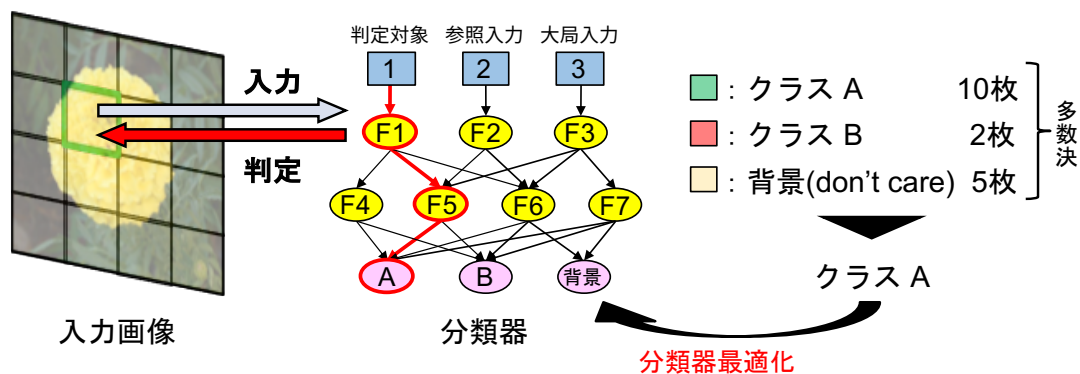 判定対象 参照入力 大局入力
1 2 3
入力
判定
F1 F2 F3
F4 F5 F6 F7
A B 背景
入力画像
分類器
: クラス A 10枚
: クラス B 2枚
: 背景(don't care) 5枚
多数決
クラス A
分類器最適化